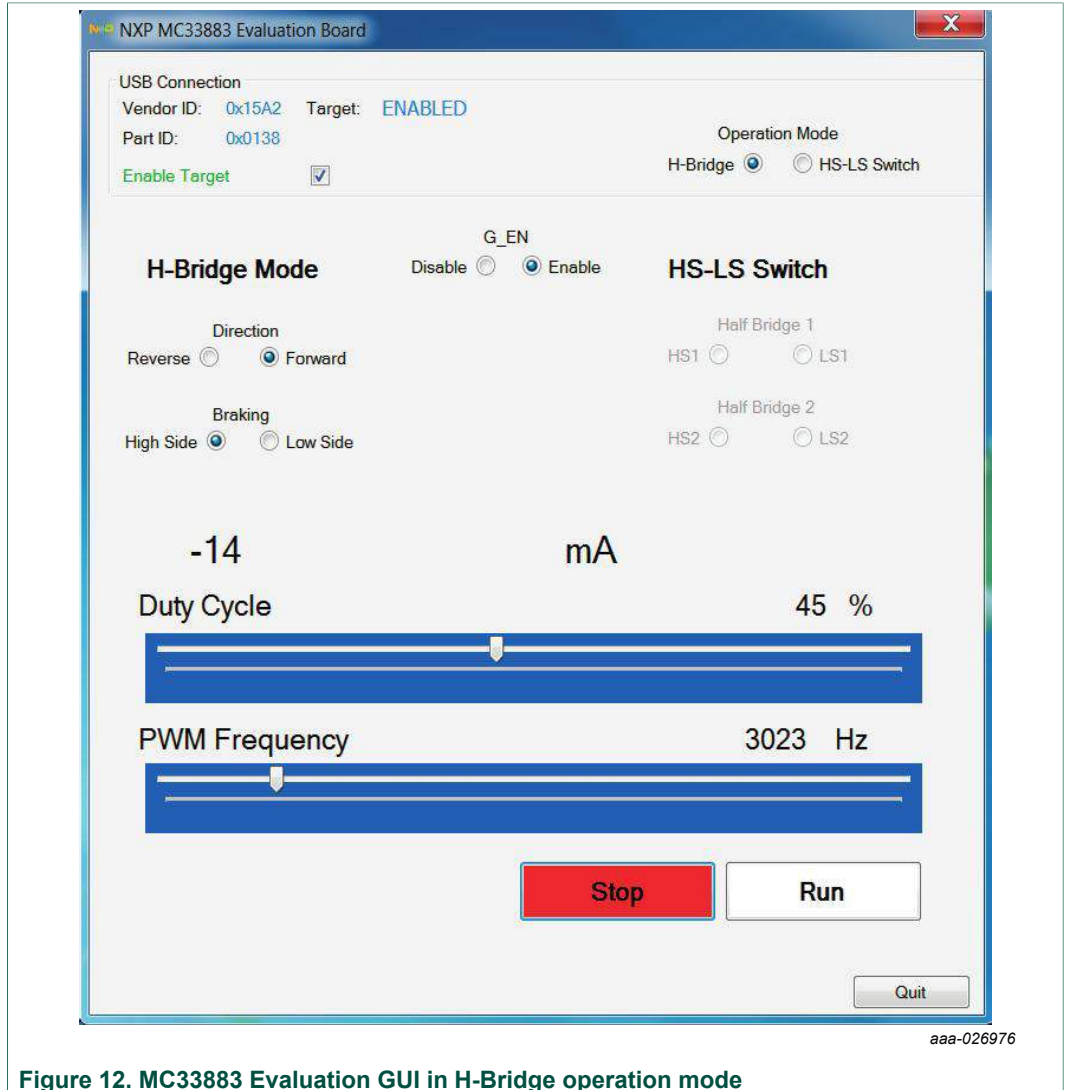 NXP NXP MC33883 Evaluation Board X
USB Connection
Vendor ID: 0x15A2 Target: ENABLED
Part ID: 0x0138
Operation Mode
H-Bridge HS-LS Switch
Enable Target
G_EN
Disable Enable
H-Bridge Mode HS-LS Switch
Direction Half Bridge 1
Reverse Forward HS1 LS1
Braking Half Bridge 2
High Side Low Side HS2 LS2
-14 mA
Duty Cycle 45 %
PWM Frequency 3023 Hz
Stop Run
Quit
aaa-026976
Figure 12. MC33883 Evaluation GUI in H-Bridge operation mode